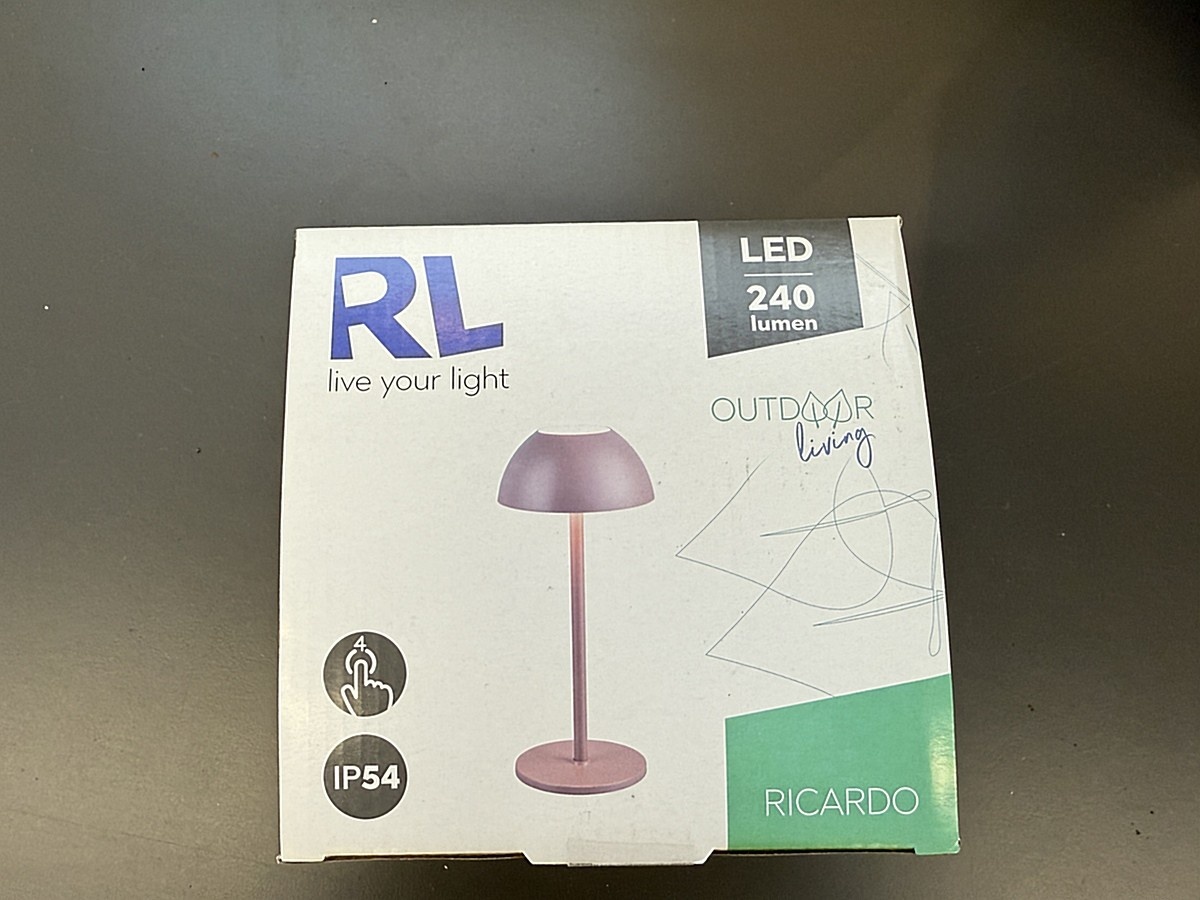 RL
live your light
LED
240
lumen
OUTDOOR
living
4
IP54
RICARDO